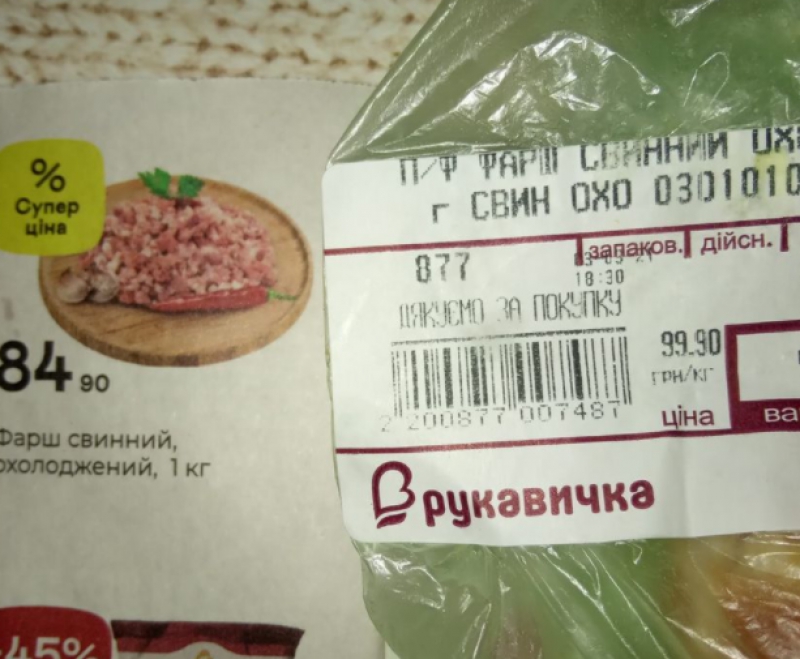 %
Супер
ціна
84 90
Фарш свинний,
охолоджений, 1 кг
-45%
П/Ф ФАРШ СВИННИЙ ОХ
г СВИН ОХО 0301010
запаков. дійсн.
877
18:30
ДЯКУЄМО ЗА ПОКУПКУ
99.90
грн/кг
2 200877 007487
ціна
ва
рукавичка